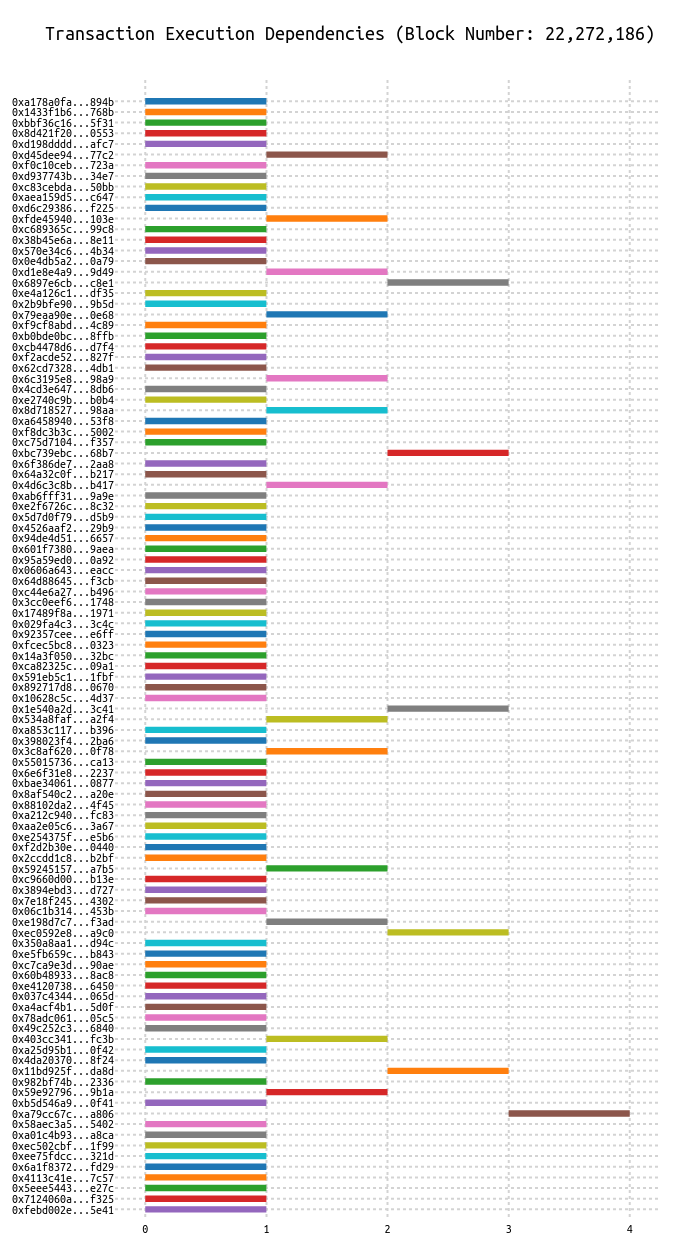 Transaction Execution Dependencies (Block Number: 22,272,186)
0xa178a0fa...894b
0x1433f1b6...768b
0xbbf36c16...5f31
0x8d421f20...0553
0xd198dddd...afc7
0xd45dee94...77c2
0xf0c10ceb...723a
0xd937743b...34e7
0xc83cebda...50bb
0xaea159d5...c647
0xd6c29386...f225
0xfde45940...103e
0xc689365c...99c8
0x38b45e6a...8e11
0x570e34c6...4b34
0x0e4db5a2...0a79
0xd1e8e4a9...9d49
0x6897e6cb...c8e1
0xe4a126c1...df35
0x2b9bfe90...9b5d
0x79eaa90e...0e68
0xf9cf8abd...4c89
0xb0bde0bc...8ffb
0xcb4478d6...d7f4
0xf2acde52...827f
0x62cd7328...4db1
0x6c3195e8...98a9
0x4cd3e647...8db6
0xe2740c9b...b0b4
0x8d718527...98aa
0xa6458940...53f8
0xf8dc3b3c...5002
0xc75d7104...f357
0xbc739ebc...68b7
0x6f386de7...2aa8
0x64a32c0f...b217
0x4d6c3c8b...b417
0xab6fff31...9a9e
0xe2f6726c...8c32
0x5d7d0f79...d5b9
0x4526aaf2...29b9
0x94de4d51...6657
0x601f7380...9aea
0x95a59ed0...0a92
0x0606a643...eacc
0x64d88645...f3cb
0xc44e6a27...b496
0x3cc0eef6...1748
0x17489f8a...1971
0x029fa4c3...3c4c
0x92357cee...e6ff
0xfcec5bc8...0323
0x14a3f050...32bc
0xca82325c...09a1
0x591eb5c1...1fbf
0x892717d8...0670
0x10628c5c...4d37
0x1e540a2d...3c41
0x534a8faf...a2f4
0xa853c117...b396
0x398023f4...2ba6
0x3c8af620...0f78
0x55015736...ca13
0x6e6f31e8...2237
0xbae34061...0877
0x8af540c2...a20e
0x88102da2...4f45
0xa212c940...fc83
0xaa2e05c6...3a67
0xe254375f...e5b6
0xf2d2b30e...0440
0x2ccdd1c8...b2bf
0x59245157...a7b5
0xc9660d00...b13e
0x3894ebd3...d727
0x7e18f245...4302
0x06c1b314...453b
0xe198d7c7...f3ad
0xec0592e8...a9c0
0x350a8aa1...d94c
0xe5fb659c...b843
0xc7ca9e3d...90ae
0x60b48933...8ac8
0xe4120738...6450
0x037c4344...065d
0xa4acf4b1...5d0f
0x78adc061...05c5
0x49c252c3...6840
0x403cc341...fc3b
0xa25d95b1...0f42
0x4da20370...8f24
0x11bd925f...da8d
0x982bf74b...2336
0x59e92796...9b1a
0xb5d546a9...0f41
0xa79cc67c...a806
0x58aec3a5...5402
0xa01c4b93...a8ca
0xec502cbf...1f99
0xee75fdcc...321d
0x6a1f8372...fd29
0x4113c41e...7c57
0x5eee5443...e27c
0x7124060a...f325
0xfebd002e...5e41
0 1 2 3 4